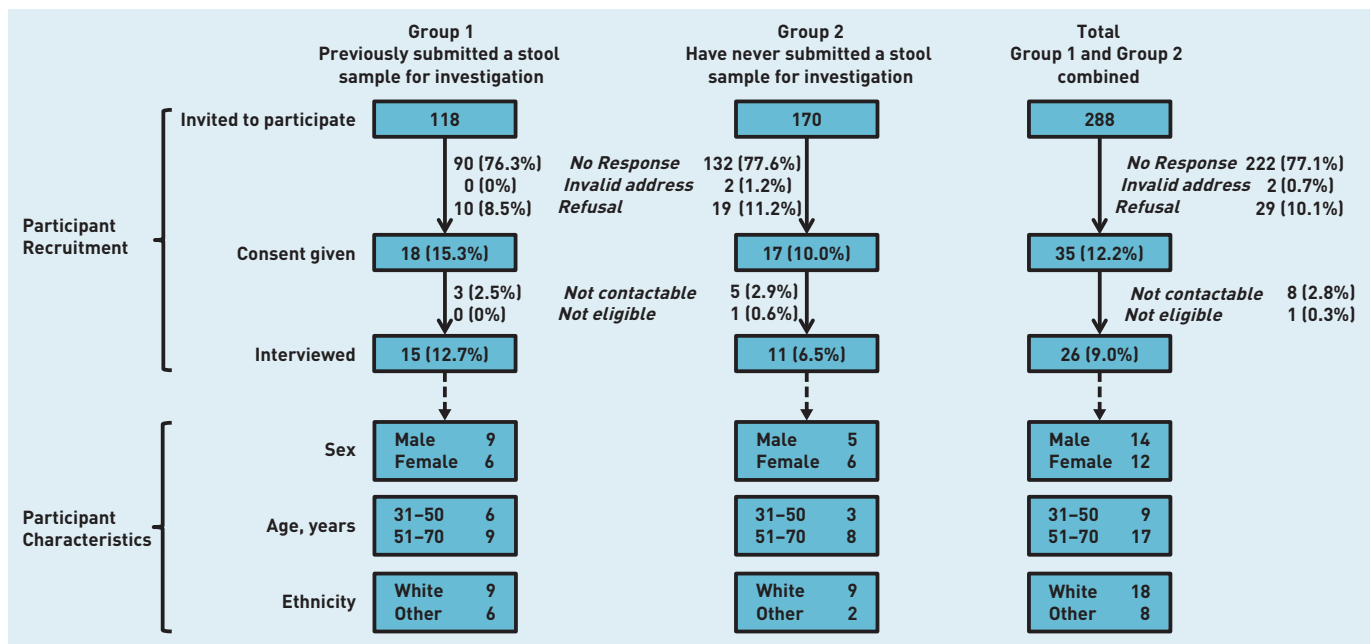 Group 1
Previously submitted a stool
sample for investigation
Group 2
Have never submitted a stool
sample for investigation
Total
Group 1 and Group 2
combined
Participant
Recruitment
Invited to participate
118
170
288
90 (76.3%)
No Response
132 (77.6%)
No Response
222 (77.1%)
0 (0%)
Invalid address
2 (1.2%)
Invalid address
2 (0.7%)
10 (8.5%)
Refusal
19 (11.2%)
Refusal
29 (10.1%)
Consent given
18 (15.3%)
17 (10.0%)
35 (12.2%)
3 (2.5%)
Not contactable
5 (2.9%)
Not contactable
8 (2.8%)
0 (0%)
Not eligible
1 (0.6%)
Not eligible
1 (0.3%)
Interviewed
15 (12.7%)
11 (6.5%)
26 (9.0%)
Participant
Characteristics
Sex
Male 9
Female 6
Male 5
Female 6
Male 14
Female 12
Age, years
31–50 6
51–70 9
31–50 3
51–70 8
31–50 9
51–70 17
Ethnicity
White 9
Other 6
White 9
Other 2
White 18
Other 8